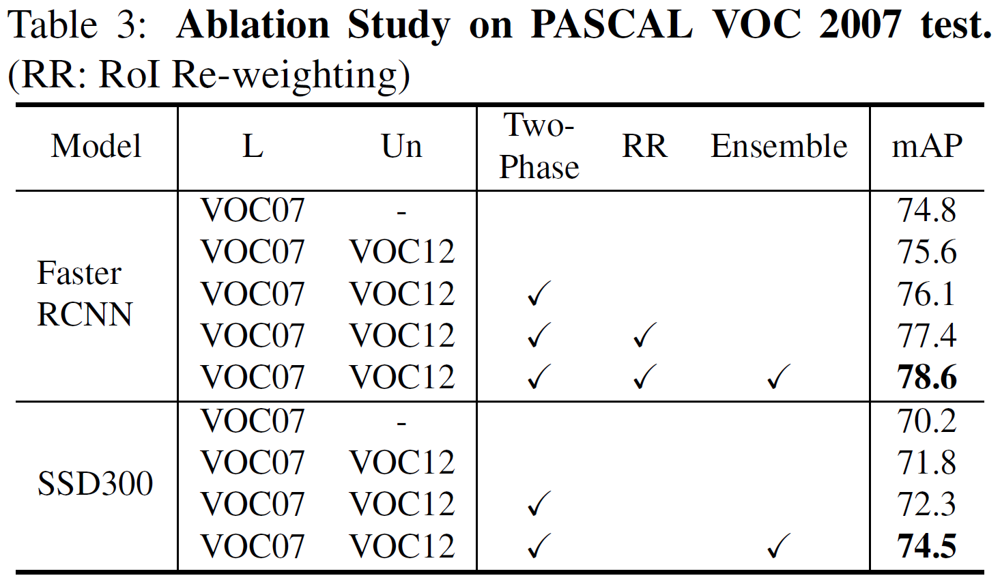 Table 3: Ablation Study on PASCAL VOC 2007 test.
(RR: RoI Re-weighting)
Model L Un Two-Phase RR Ensemble mAP
Faster RCNN
VOC07 - 74.8
VOC07 VOC12 75.6
VOC07 VOC12 ✓ 76.1
VOC07 VOC12 ✓ ✓ 77.4
VOC07 VOC12 ✓ ✓ ✓ 78.6
SSD300
VOC07 - 70.2
VOC07 VOC12 71.8
VOC07 VOC12 ✓ 72.3
VOC07 VOC12 ✓ ✓ 74.5